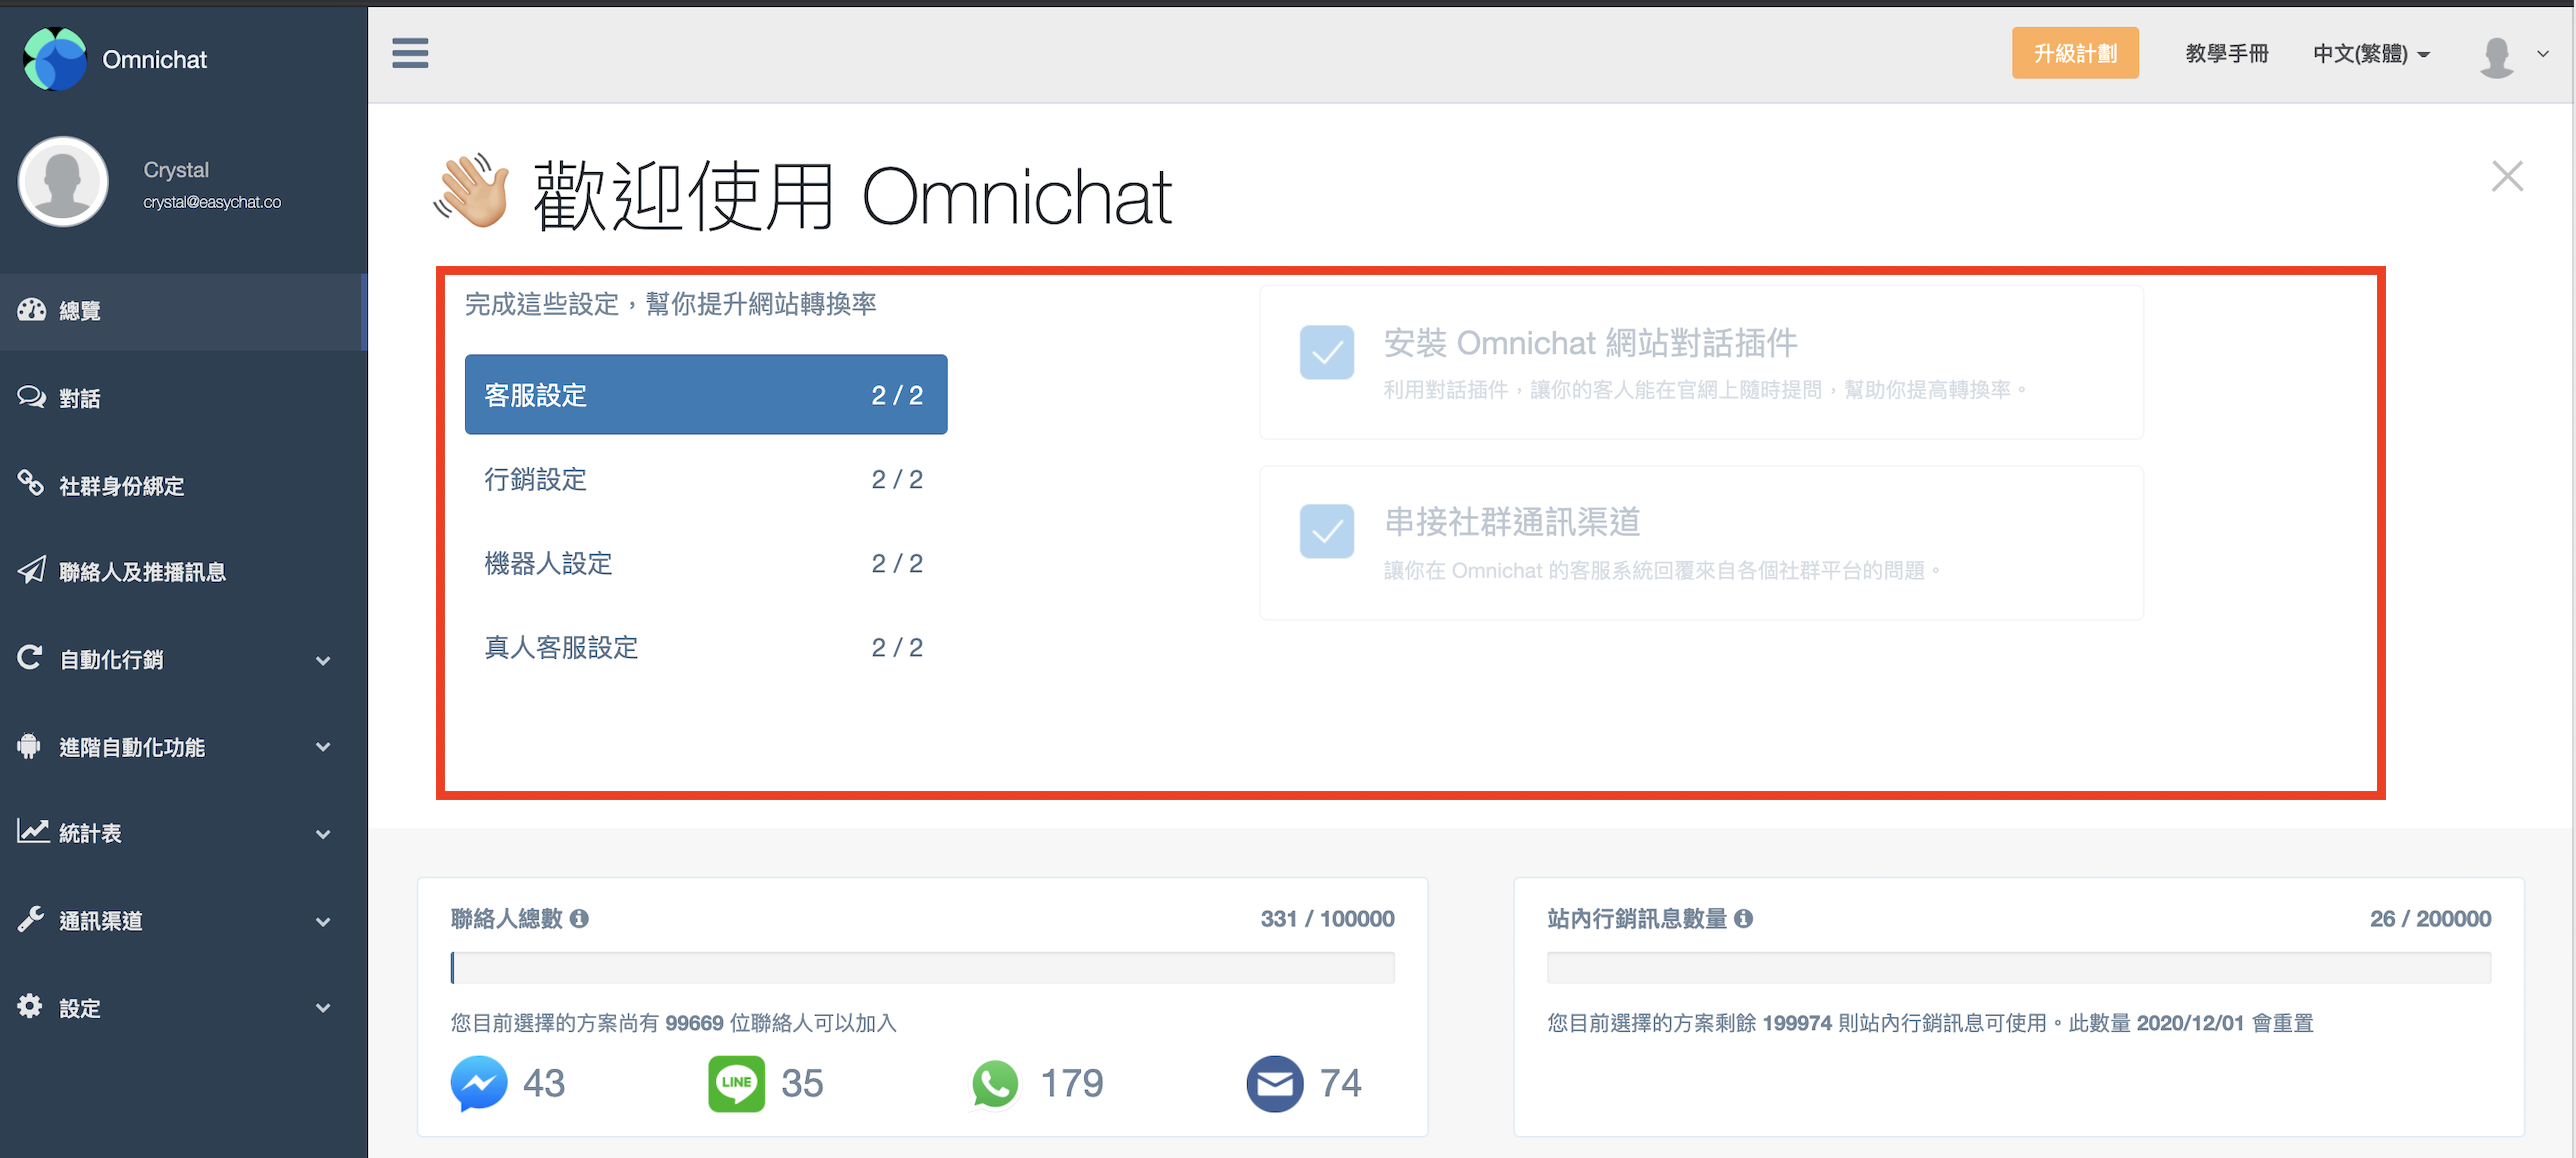 Omnichat
升級計劃
教學手冊
中文(繁體)
Crystal
crystal@easychat.co
總覽
對話
社群身份綁定
聯絡人及推播訊息
自動化行銷
進階自動化功能
統計表
通訊渠道
設定
歡迎使用 Omnichat
完成這些設定，幫你提升網站轉換率
客服設定 2 / 2
行銷設定 2 / 2
機器人設定 2 / 2
真人客服設定 2 / 2
安裝 Omnichat 網站對話插件
利用對話插件，讓你的客人能在官網上隨時提問，幫助你提高轉換率。
串接社群通訊渠道
讓你在 Omnichat 的客服系統回覆來自各個社群平台的問題。
聯絡人總數 331 / 100000
您目前選擇的方案尚有 99669 位聯絡人可以加入
43
LINE
35
179
74
站內行銷訊息數量 26 / 200000
您目前選擇的方案剩餘 199974 則站內行銷訊息可使用。此數量 2020/12/01 會重置